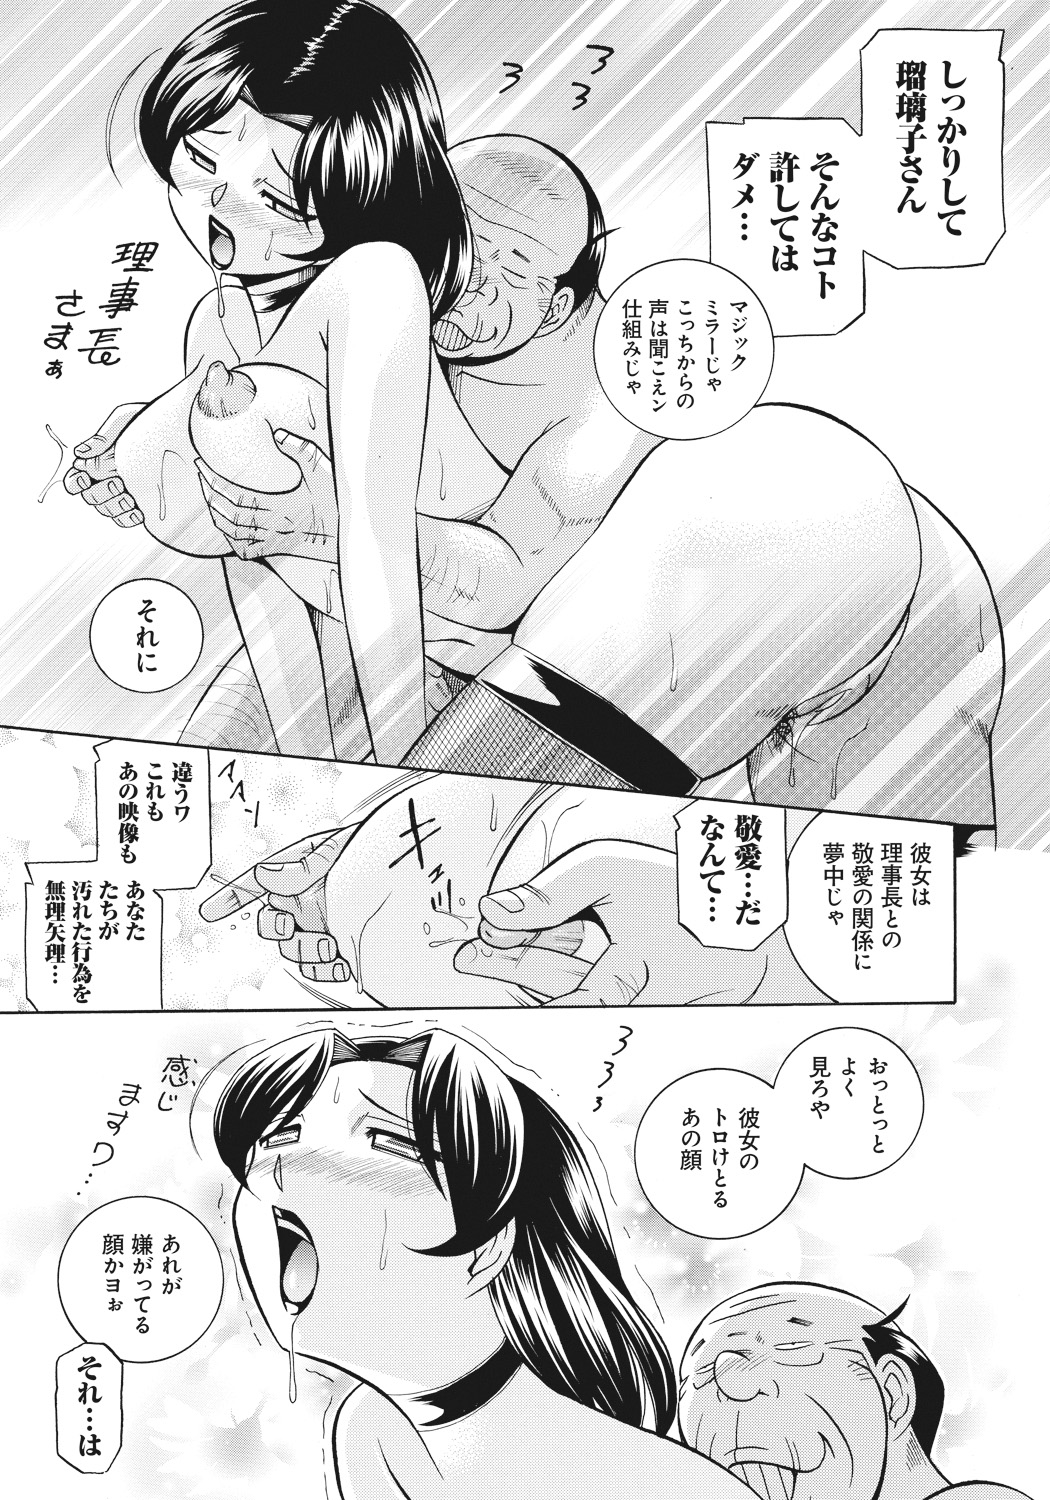 しっかりして
瑠璃子さん
そんなコト
許しては
ダメ…
マジック
ミラーじゃ
こっちからの
声は聞こえン
仕組みじゃ
理事長
さまぁ
それに
彼女は
理事長との
敬愛の関係に
夢中じゃ
敬愛…だ
なんて…
違うワ
これも
あの映像も
あなた
たちが
汚れた行為を
無理矢理…
おっとっと
よく
見ろや
彼女の
トロけとる
あの顔
感じ
ますワ…
あれが
嫌がってる
顔かヨぉ
それ…は